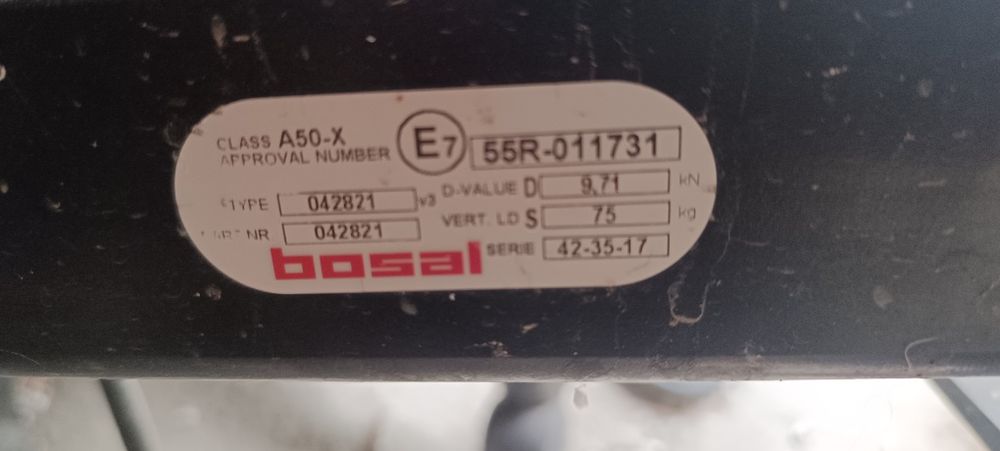 CLASS A50-X
APPROVAL NUMBER
E7
55R-011731
TYPE 042821 v3
D-VALUE D 9,71 kN
NR 042821
VERT. LD S 75 kg
bosal
SERIE 42-35-17